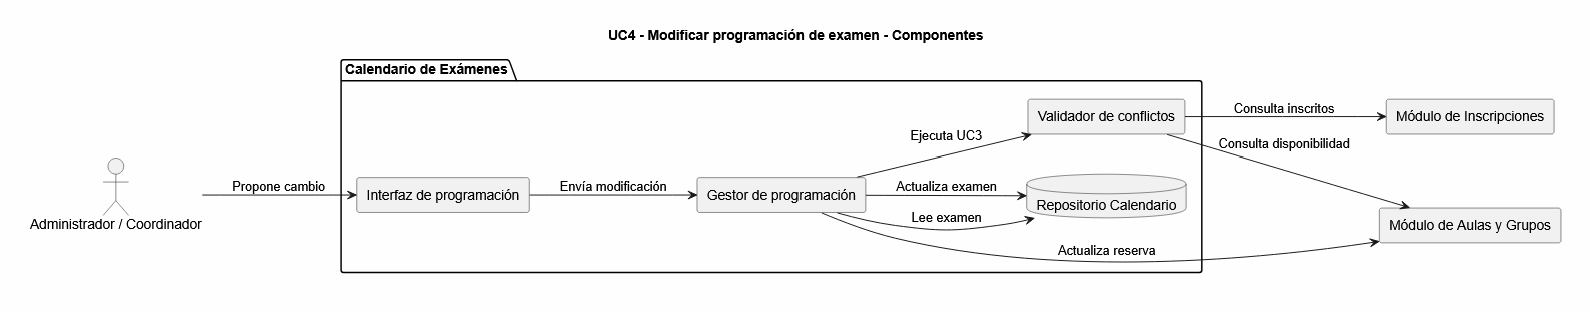 UC4 - Modificar programación de examen - Componentes
Calendario de Exámenes
Validador de conflictos
Consulta inscritos
Módulo de Inscripciones
Ejecuta UC3
Consulta disponibilidad
Administrador / Coordinador
Propone cambio
Interfaz de programación
Envía modificación
Gestor de programación
Actualiza examen
Repositorio Calendario
Lee examen
Actualiza reserva
Módulo de Aulas y Grupos